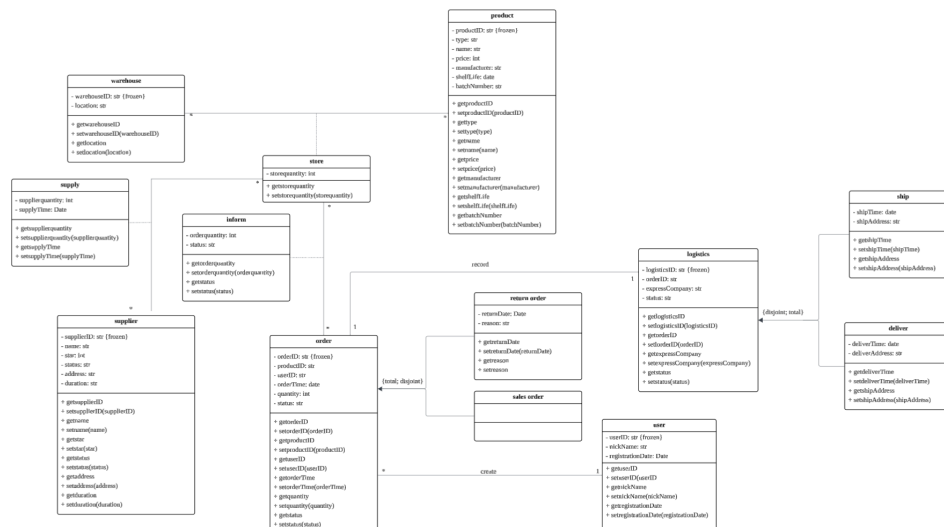 product
- productID: str {frozen}
- type: str
- name: str
- price: int
- manufacturer: str
- shelfLife: date
- batchNumber: str
+ getproductID
+ setproductID(productID)
+ gettype
+ settype(type)
+ getname
+ setname(name)
+ getprice
+ setprice(price)
+ getmanufacturer
+ setmanufacturer(manufacturer)
+ getshelfLife
+ setshelfLife(shelfLife)
+ getbatchNumber
+ setbatchNumber(batchNumber)
warehouse
- warehouseID: str {frozen}
- location: str
+ getwarehouseID
+ setwarehouseID(warehouseID)
+ getlocation
+ setlocation(location)
*
*
store
- storequantity: int
+ getstorequantity
+ setstorequantity(storequantity)
*
*
supply
- supplierquantity: int
- supplyTime: Date
+ getsupplierquantity
+ setsupplierquantity(supplierquantity)
+ getsupplyTime
+ setsupplyTime(supplyTime)
inform
- orderquantity: int
- status: str
+ getorderquantity
+ setorderquantity(orderquantity)
+ getstatus
+ setstatus(status)
ship
- shipTime: date
- shipAddress: str
+ getshipTime
+ setshipTime(shipTime)
+ getshipAddress
+ setshipAddress(shipAddress)
logistics
- logisticsID: str {frozen}
- orderID: str
- expressCompany: str
- status: str
+ getlogisticsID
+ setlogisticsID(logisticsID)
+ getorderID
+ setorderID(orderID)
+ getexpressCompany
+ setexpressCompany(expressCompany)
+ getstatus
+ setstatus(status)
record
1
1
{disjoint; total}
return order
- returnDate: Date
- reason: str
+ getreturnDate
+ setreturnDate(returnDate)
+ getreason
+ setreason
deliver
- deliverTime: date
- deliverAddress: str
+ getdeliverTime
+ setdeliverTime(deliverTime)
+ getshipAddress
+ setshipAddress(shipAddress)
*
supplier
- supplierID: str {frozen}
- name: str
- star: int
- status: str
- address: str
- duration: str
+ getsupplierID
+ setsupplierID(supplierID)
+ getname
+ setname(name)
+ getstar
+ setstar(star)
+ getstatus
+ setstatus(status)
+ getaddress
+ setaddress(address)
+ getduration
+ setduration(duration)
*
order
- orderID: str {frozen}
- productID: str
- userID: str
- orderTime: date
- quantity: int
- status: str
+ getorderID
+ setorderID(orderID)
+ getproductID
+ setproductID(productID)
+ getuserID
+ setuserID(userID)
+ getorderTime
+ setorderTime(orderTime)
+ getquantity
+ setquantity(quantity)
+ getstatus
+ setstatus(status)
{total; disjoint}
sales order
*
create
1
user
- userID: str {frozen}
- nickName: str
- registrationDate: Date
+ getuserID
+ setuserID(userID
+ getnickName
+ setnickName(nickName)
+ getregistrationDate
+ setregistrationDate(registrationDate)